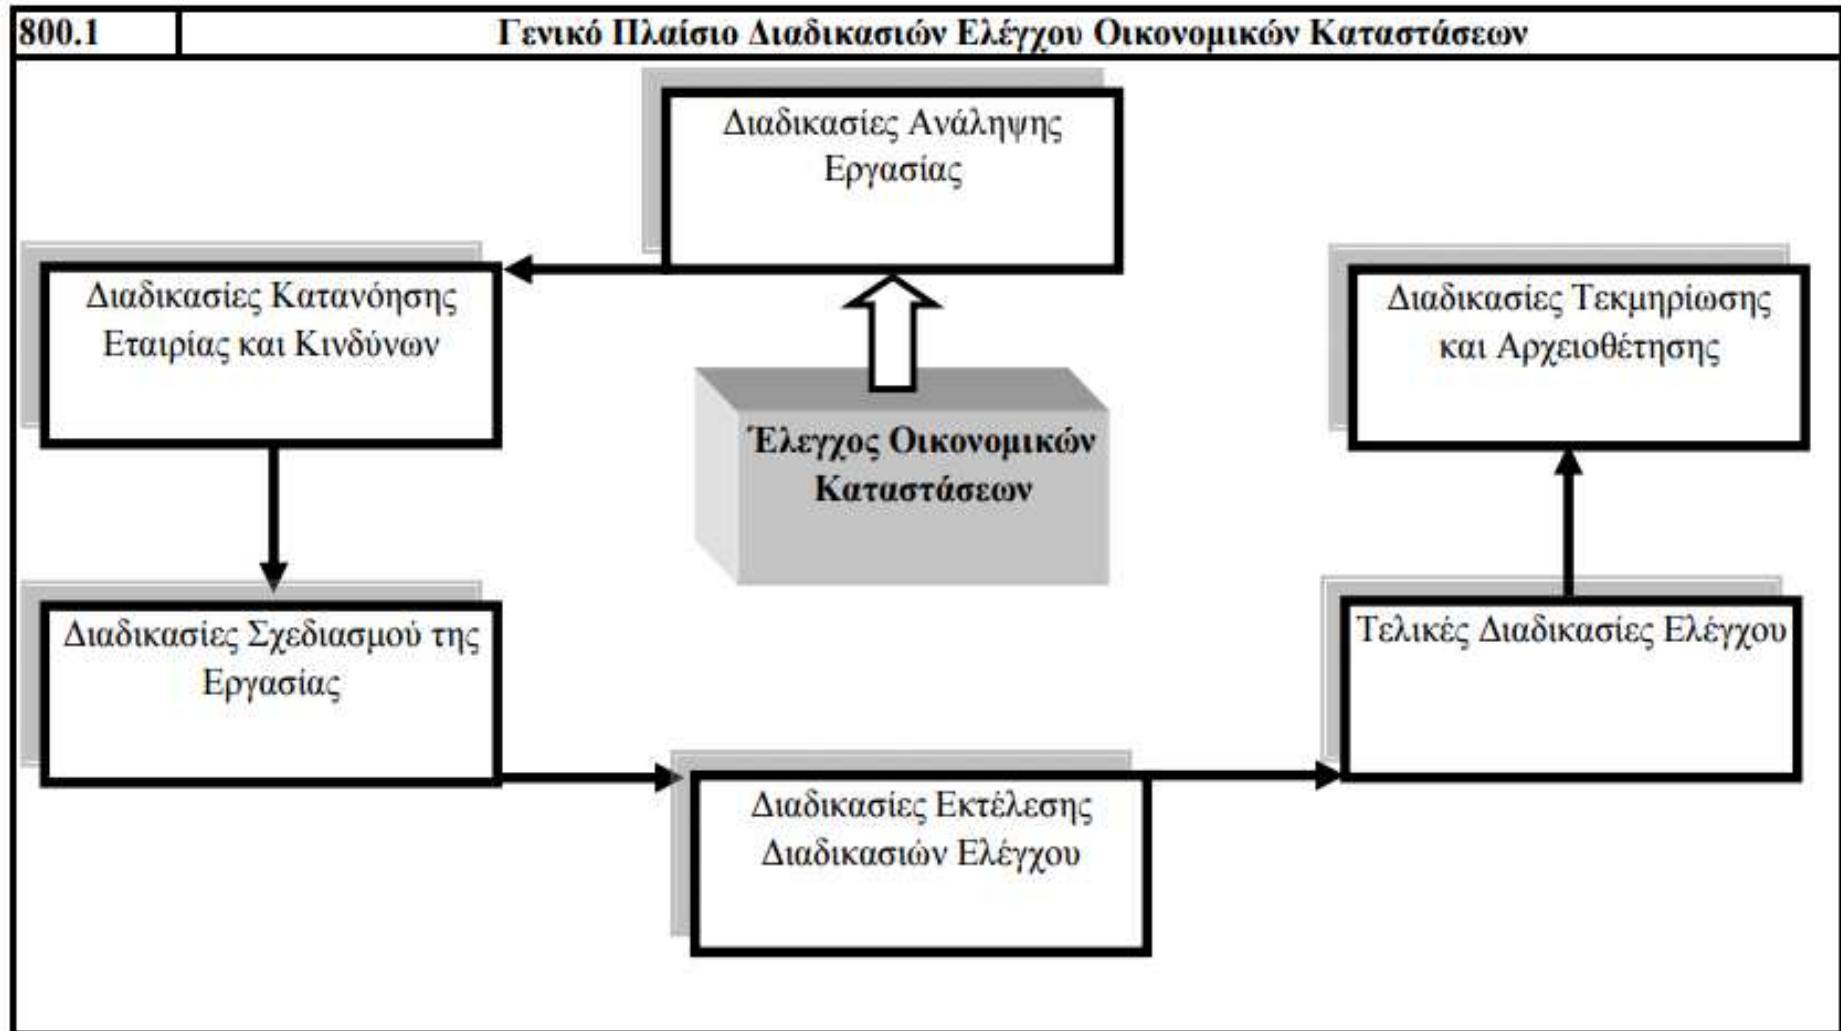 800.1
Γενικό Πλαίσιο Διαδικασιών Ελέγχου Οικονομικών Καταστάσεων
Διαδικασίες Ανάληψης
Εργασίας
Διαδικασίες Κατανόησης
Εταιρίας και Κινδύνων
Διαδικασίες Τεκμηρίωσης
και Αρχειοθέτησης
Έλεγχος Οικονομικών
Καταστάσεων
Διαδικασίες Σχεδιασμού της
Εργασίας
Τελικές Διαδικασίες Ελέγχου
Διαδικασίες Εκτέλεσης
Διαδικασιών Ελέγχου